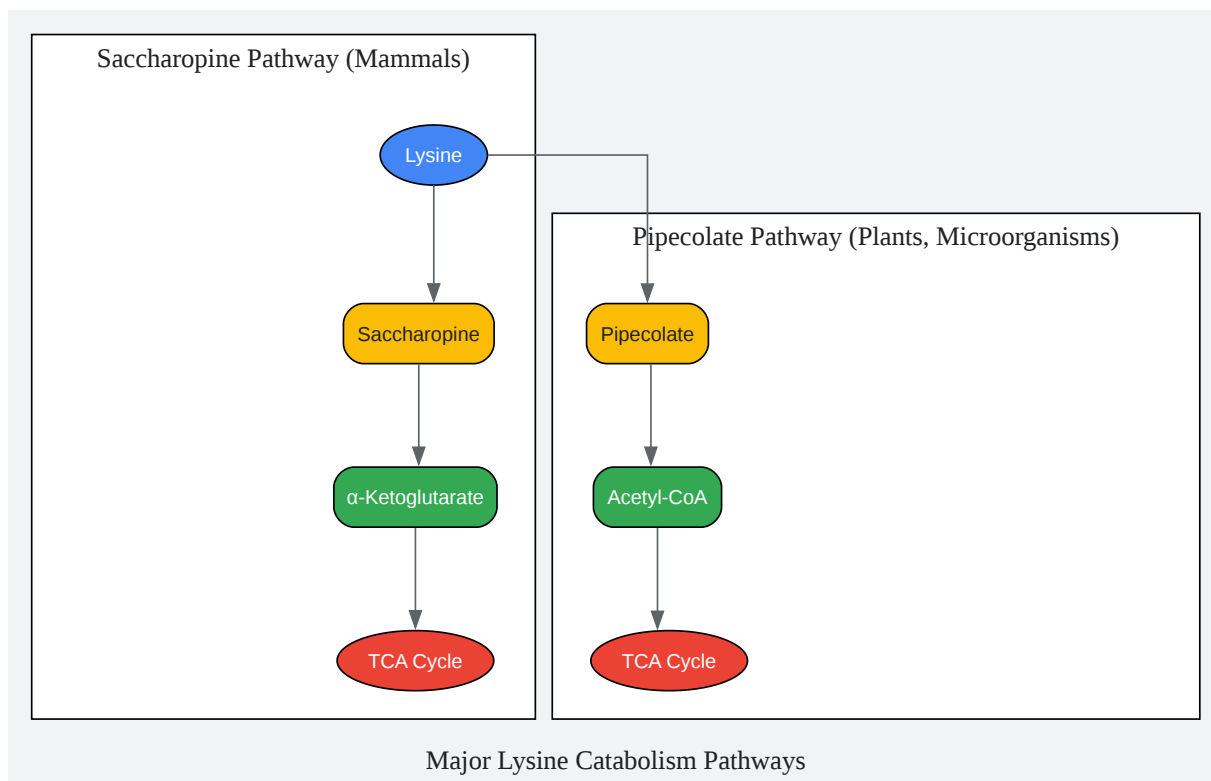 Saccharopine Pathway (Mammals)
Lysine
Saccharopine
α-Ketoglutarate
TCA Cycle
Pipecolate Pathway (Plants, Microorganisms)
Pipecolate
Acetyl-CoA
TCA Cycle
Major Lysine Catabolism Pathways